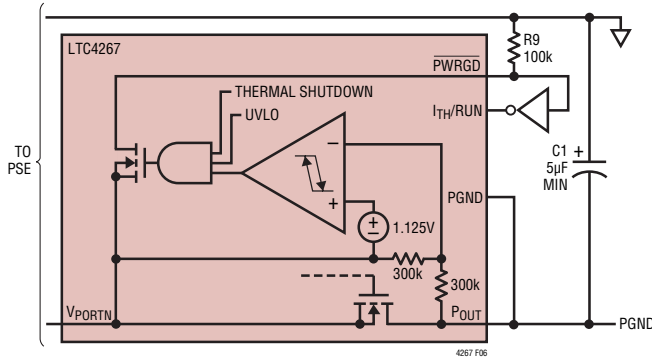 LTC4267
R9
100k
PWRGD
THERMAL SHUTDOWN
UVLO
ITH/RUN
TO
PSE
–
+
+
–
1.125V
C1
+
5µF
MIN
PGND
300k
300k
VPORTN
POUT
PGND
4267 F06